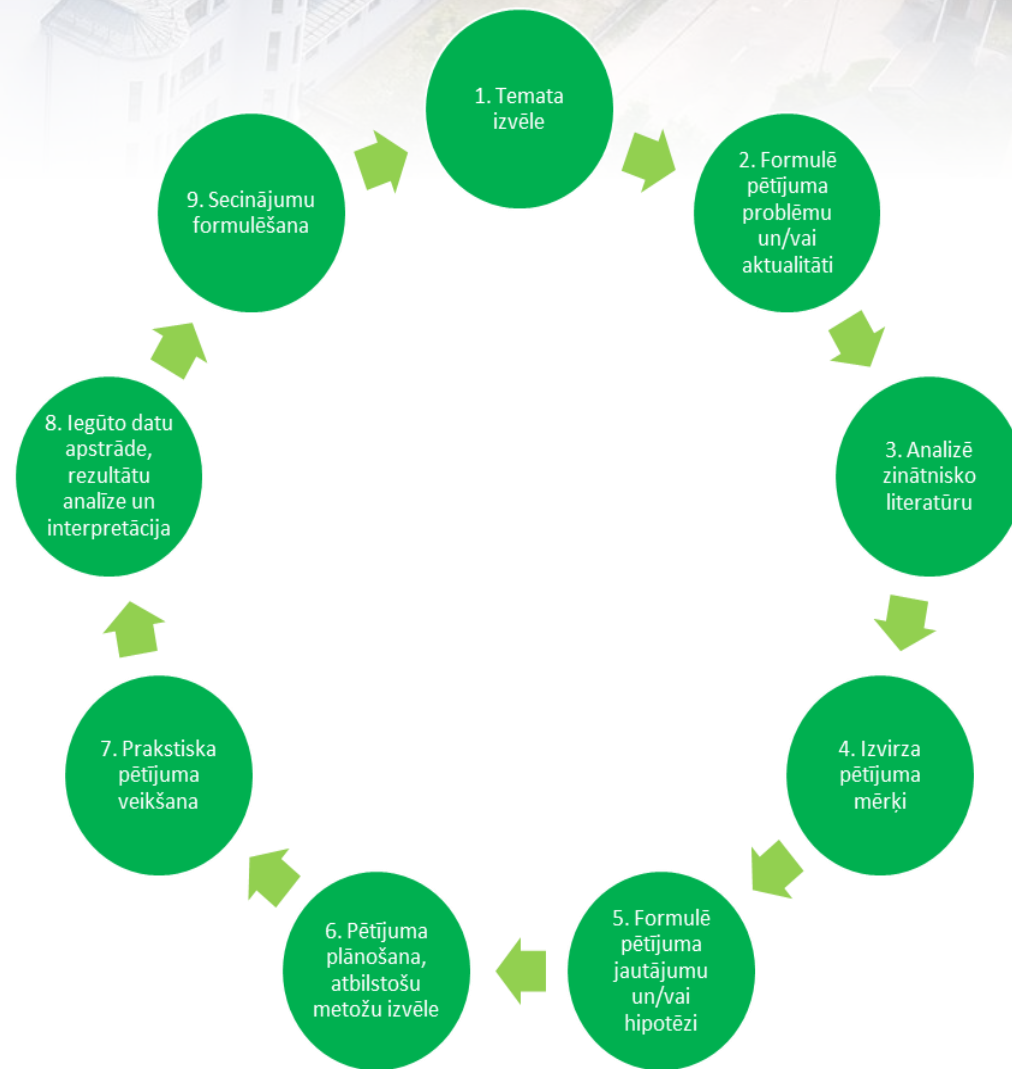 1. Temata
izvēle
2. Formulē
pētījuma
problēmu
un/vai
aktualitāti
3. Analizē
zinātnisko
literatūru
4. Izvirza
pētījuma
mērķi
5. Formulē
pētījuma
jautājumu
un/vai
hipotēzi
6. Pētījuma
plānošana,
atbilstošu
metožu izvēle
7. Prakstiska
pētījuma
veikšana
8. Iegūto datu
apstrāde,
rezultātu
analīze un
interpretācija
9. Secinājumu
formulēšana